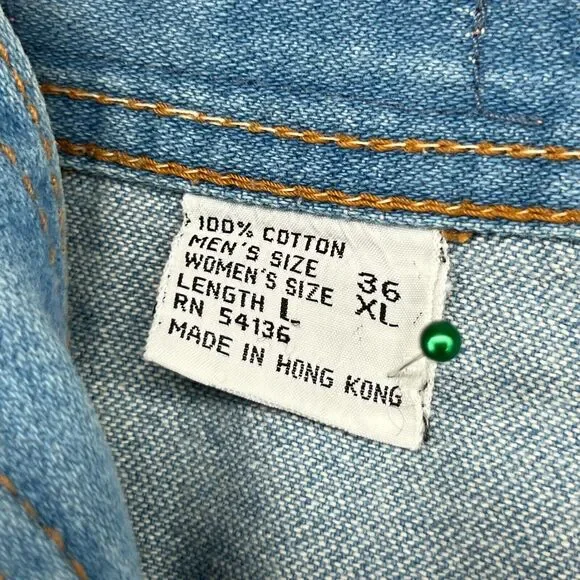 100% COTTON
MEN'S SIZE 36
WOMEN'S SIZE XL
LENGTH L
RN 54136
MADE IN HONG KONG